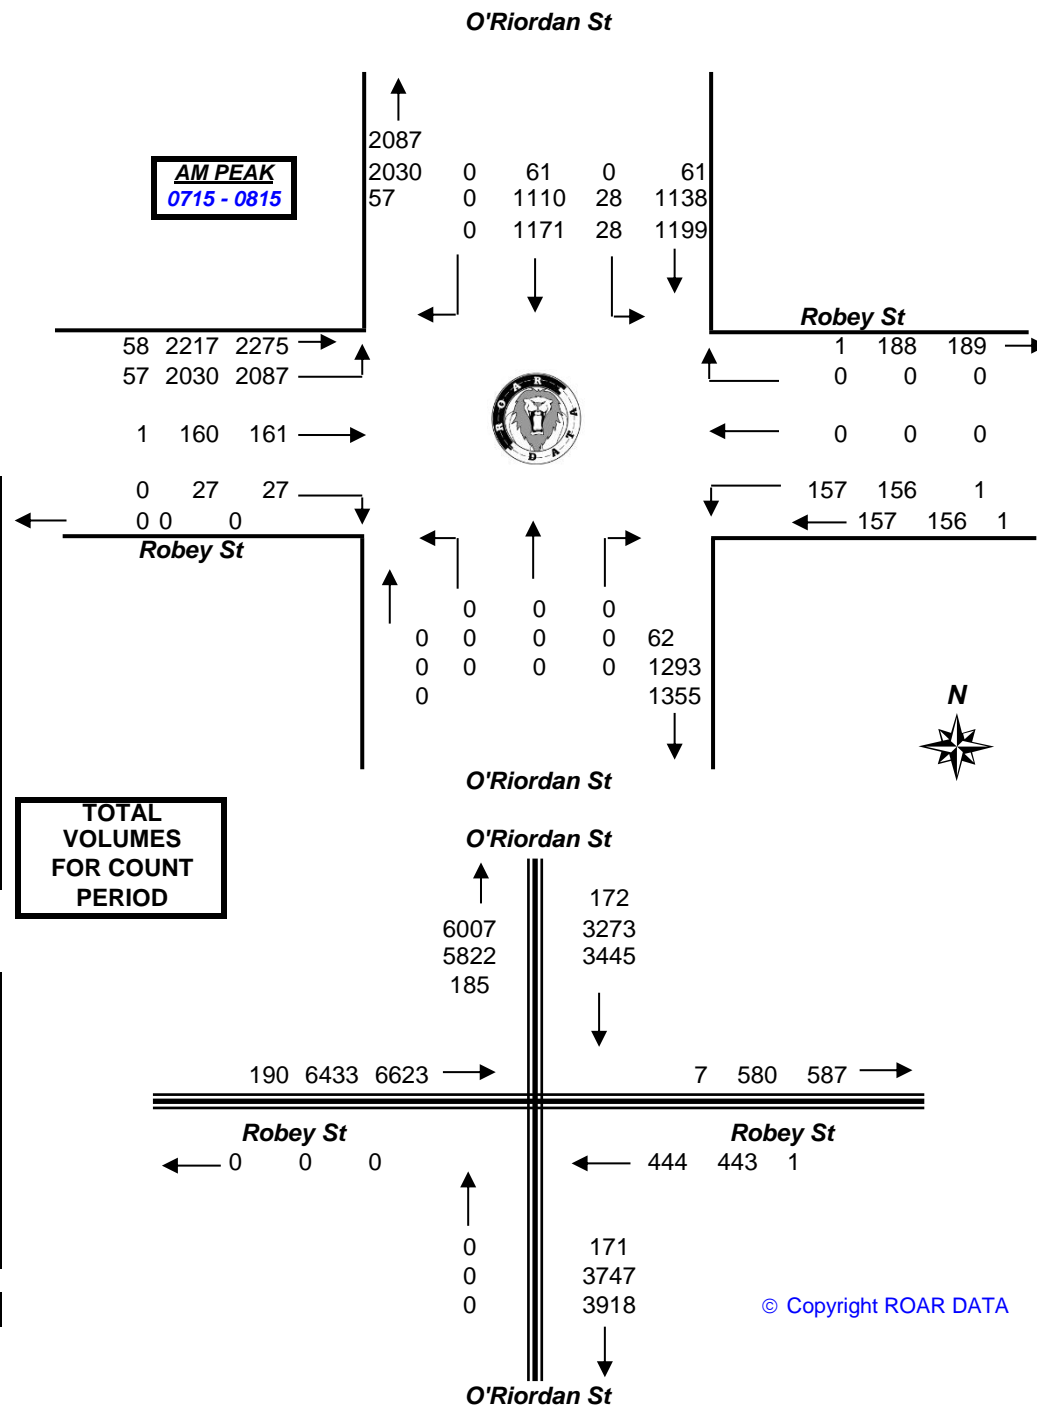 O'Riordan St
2087
2030 0 61 0 61
AM PEAK
57 0 1110 28 1138
0715 - 0815
0 1171 28 1199
Robey St
58 2217 2275
1 188 189
57 2030 2087
0 0 0
1 160 161
0 0 0
ROAR DATA
0 27 27
157 156 1
0 0 0
157 156 1
Robey St
0 0 0
0 0 0 0 62
0 0 0 0 1293
0 1355
N
O'Riordan St
TOTAL
VOLUMES
FOR COUNT
PERIOD
O'Riordan St
172
6007 3273
5822 3445
185
190 6433 6623
7 580 587
Robey St
Robey St
0 0 0
444 443 1
0 171
0 3747
0 3918
© Copyright ROAR DATA
O'Riordan St